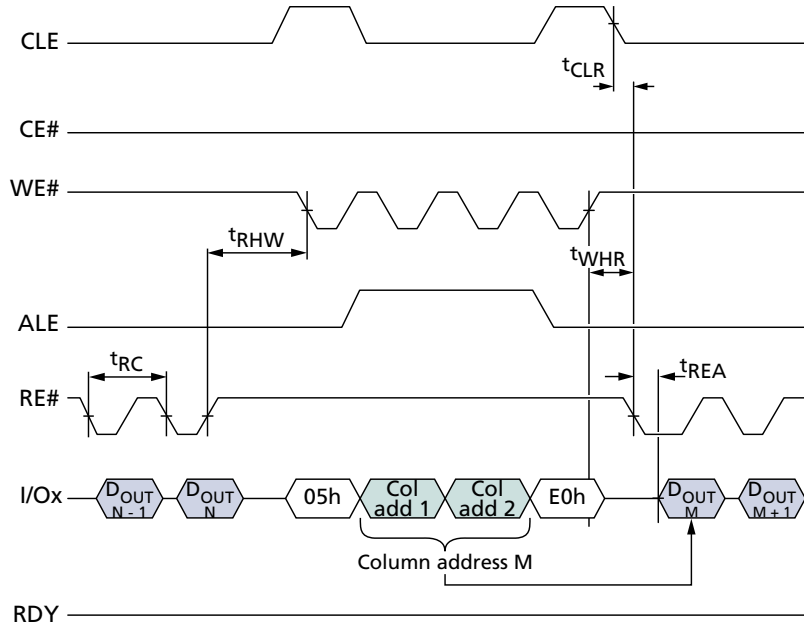 CLE
tCLR
CE#
WE#
tRHW
tWHR
ALE
tRC
tREA
RE#
I/Ox
DOUT
N - 1
DOUT
N
05h
Col
add 1
Col
add 2
E0h
DOUT
M
DOUT
M + 1
Column address M
RDY